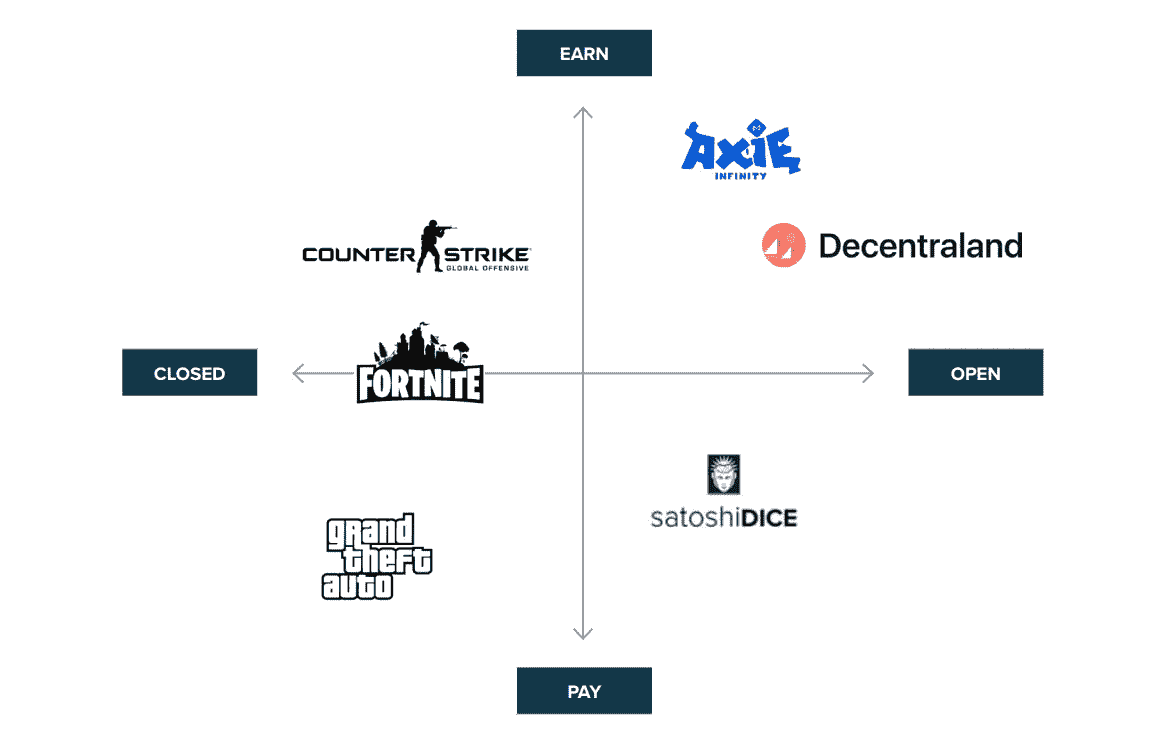 EARN
AXIE
INFINITY
COUNTER STRIKE
GLOBAL OFFENSIVE
Decentraland
FORTNITE
CLOSED
OPEN
satoshiDICE
grand
theft
auto
PAY